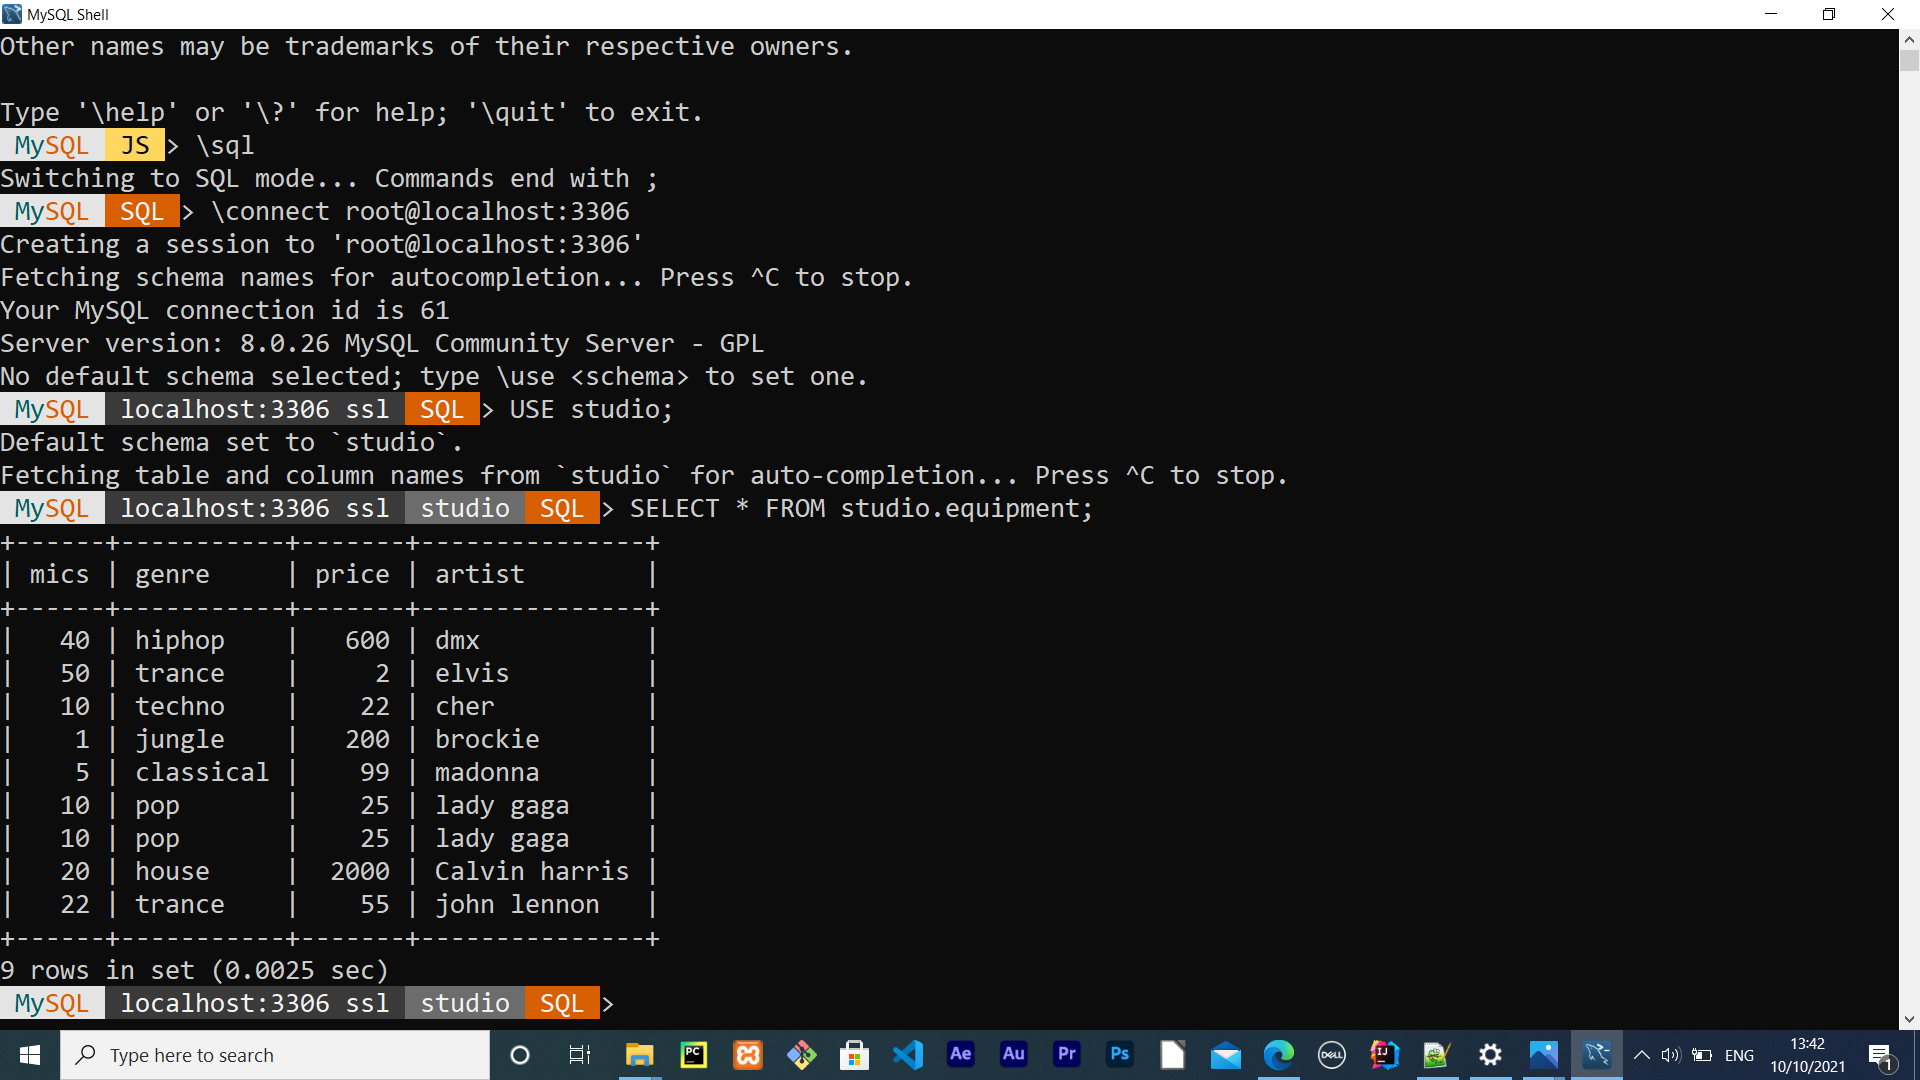 MySQL Shell
Other names may be trademarks of their respective owners.
Type '\help' or '\?' for help; '\quit' to exit.
MySQL JS > \sql
Switching to SQL mode... Commands end with ;
MySQL SQL > \connect root@localhost:3306
Creating a session to 'root@localhost:3306'
Fetching schema names for autocompletion... Press ^C to stop.
Your MySQL connection id is 61
Server version: 8.0.26 MySQL Community Server - GPL
No default schema selected; type \use <schema> to set one.
MySQL localhost:3306 ssl SQL > USE studio;
Default schema set to `studio`.
Fetching table and column names from `studio` for auto-completion... Press ^C to stop.
MySQL localhost:3306 ssl studio SQL > SELECT * FROM studio.equipment;
+------+-----------+-------+---------------+
| mics | genre     | price | artist        |
+------+-----------+-------+---------------+
|   40 | hiphop    |   600 | dmx           |
|   50 | trance    |     2 | elvis         |
|   10 | techno    |    22 | cher          |
|    1 | jungle    |   200 | brockie       |
|    5 | classical |    99 | madonna       |
|   10 | pop       |    25 | lady gaga     |
|   10 | pop       |    25 | lady gaga     |
|   20 | house     |  2000 | Calvin harris |
|   22 | trance    |    55 | john lennon   |
+------+-----------+-------+---------------+
9 rows in set (0.0025 sec)
MySQL localhost:3306 ssl studio SQL >
Type here to search
PC
Ae
Au
Pr
Ps
DELL
IJ
ENG
13:42
10/10/2021
1